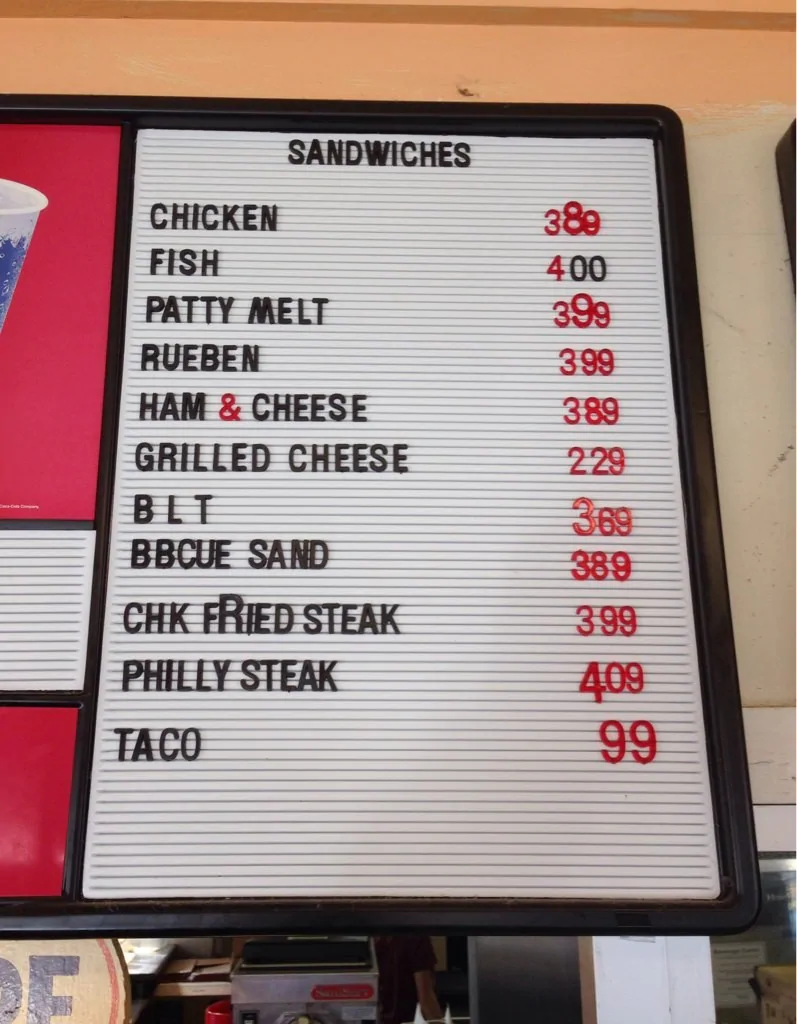 SANDWICHES
CHICKEN 389
FISH 400
PATTY MELT 399
RUEBEN 399
HAM & CHEESE 389
GRILLED CHEESE 229
B L T 369
BBCUE SAND 389
CHK FRIED STEAK 399
PHILLY STEAK 409
TACO 99